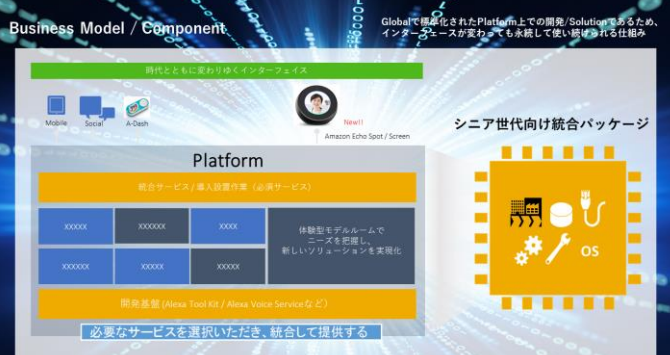 Business Model / Component
Globalで標準化されたPlatform上での開発/Solutionであるため、
インターフェースが変わっても永続して使い続けられる仕組み
時代とともに変わりゆくインターフェイス
Mobile
Social
A-Dash
New!!
Amazon Echo Spot / Screen
シニア世代向け統合パッケージ
Platform
統合サービス / 導入設置作業（必須サービス）
XXXXX
XXXXXX
XXXX
体験型モデルルームで
ニーズを把握し、
新しいソリューションを実現化
XXXXXX
XXXX
XXXXX
OS
開発基盤 (Alexa Tool Kit / Alexa Voice Serviceなど)
必要なサービスを選択いただき、統合して提供する